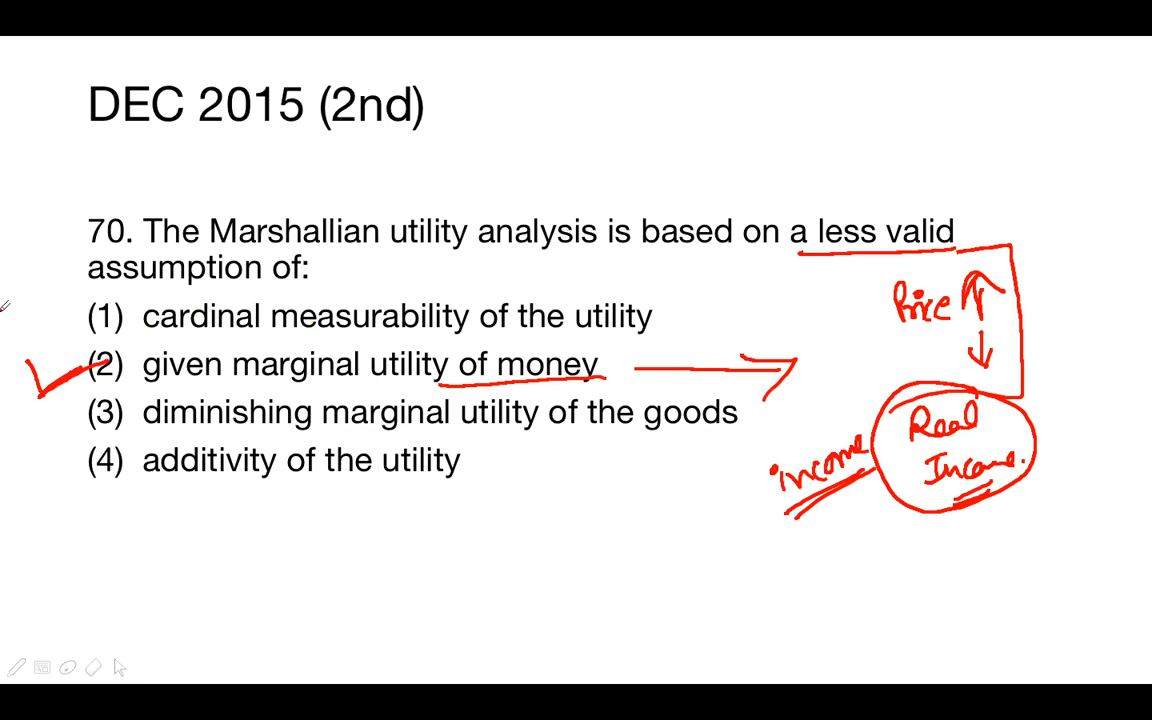 DEC 2015 (2nd)
70. The Marshallian utility analysis is based on a less valid
assumption of:
(1) cardinal measurability of the utility
(2) given marginal utility of money
(3) diminishing marginal utility of the goods
(4) additivity of the utility
Price ↑
↓
Real
Income.
income